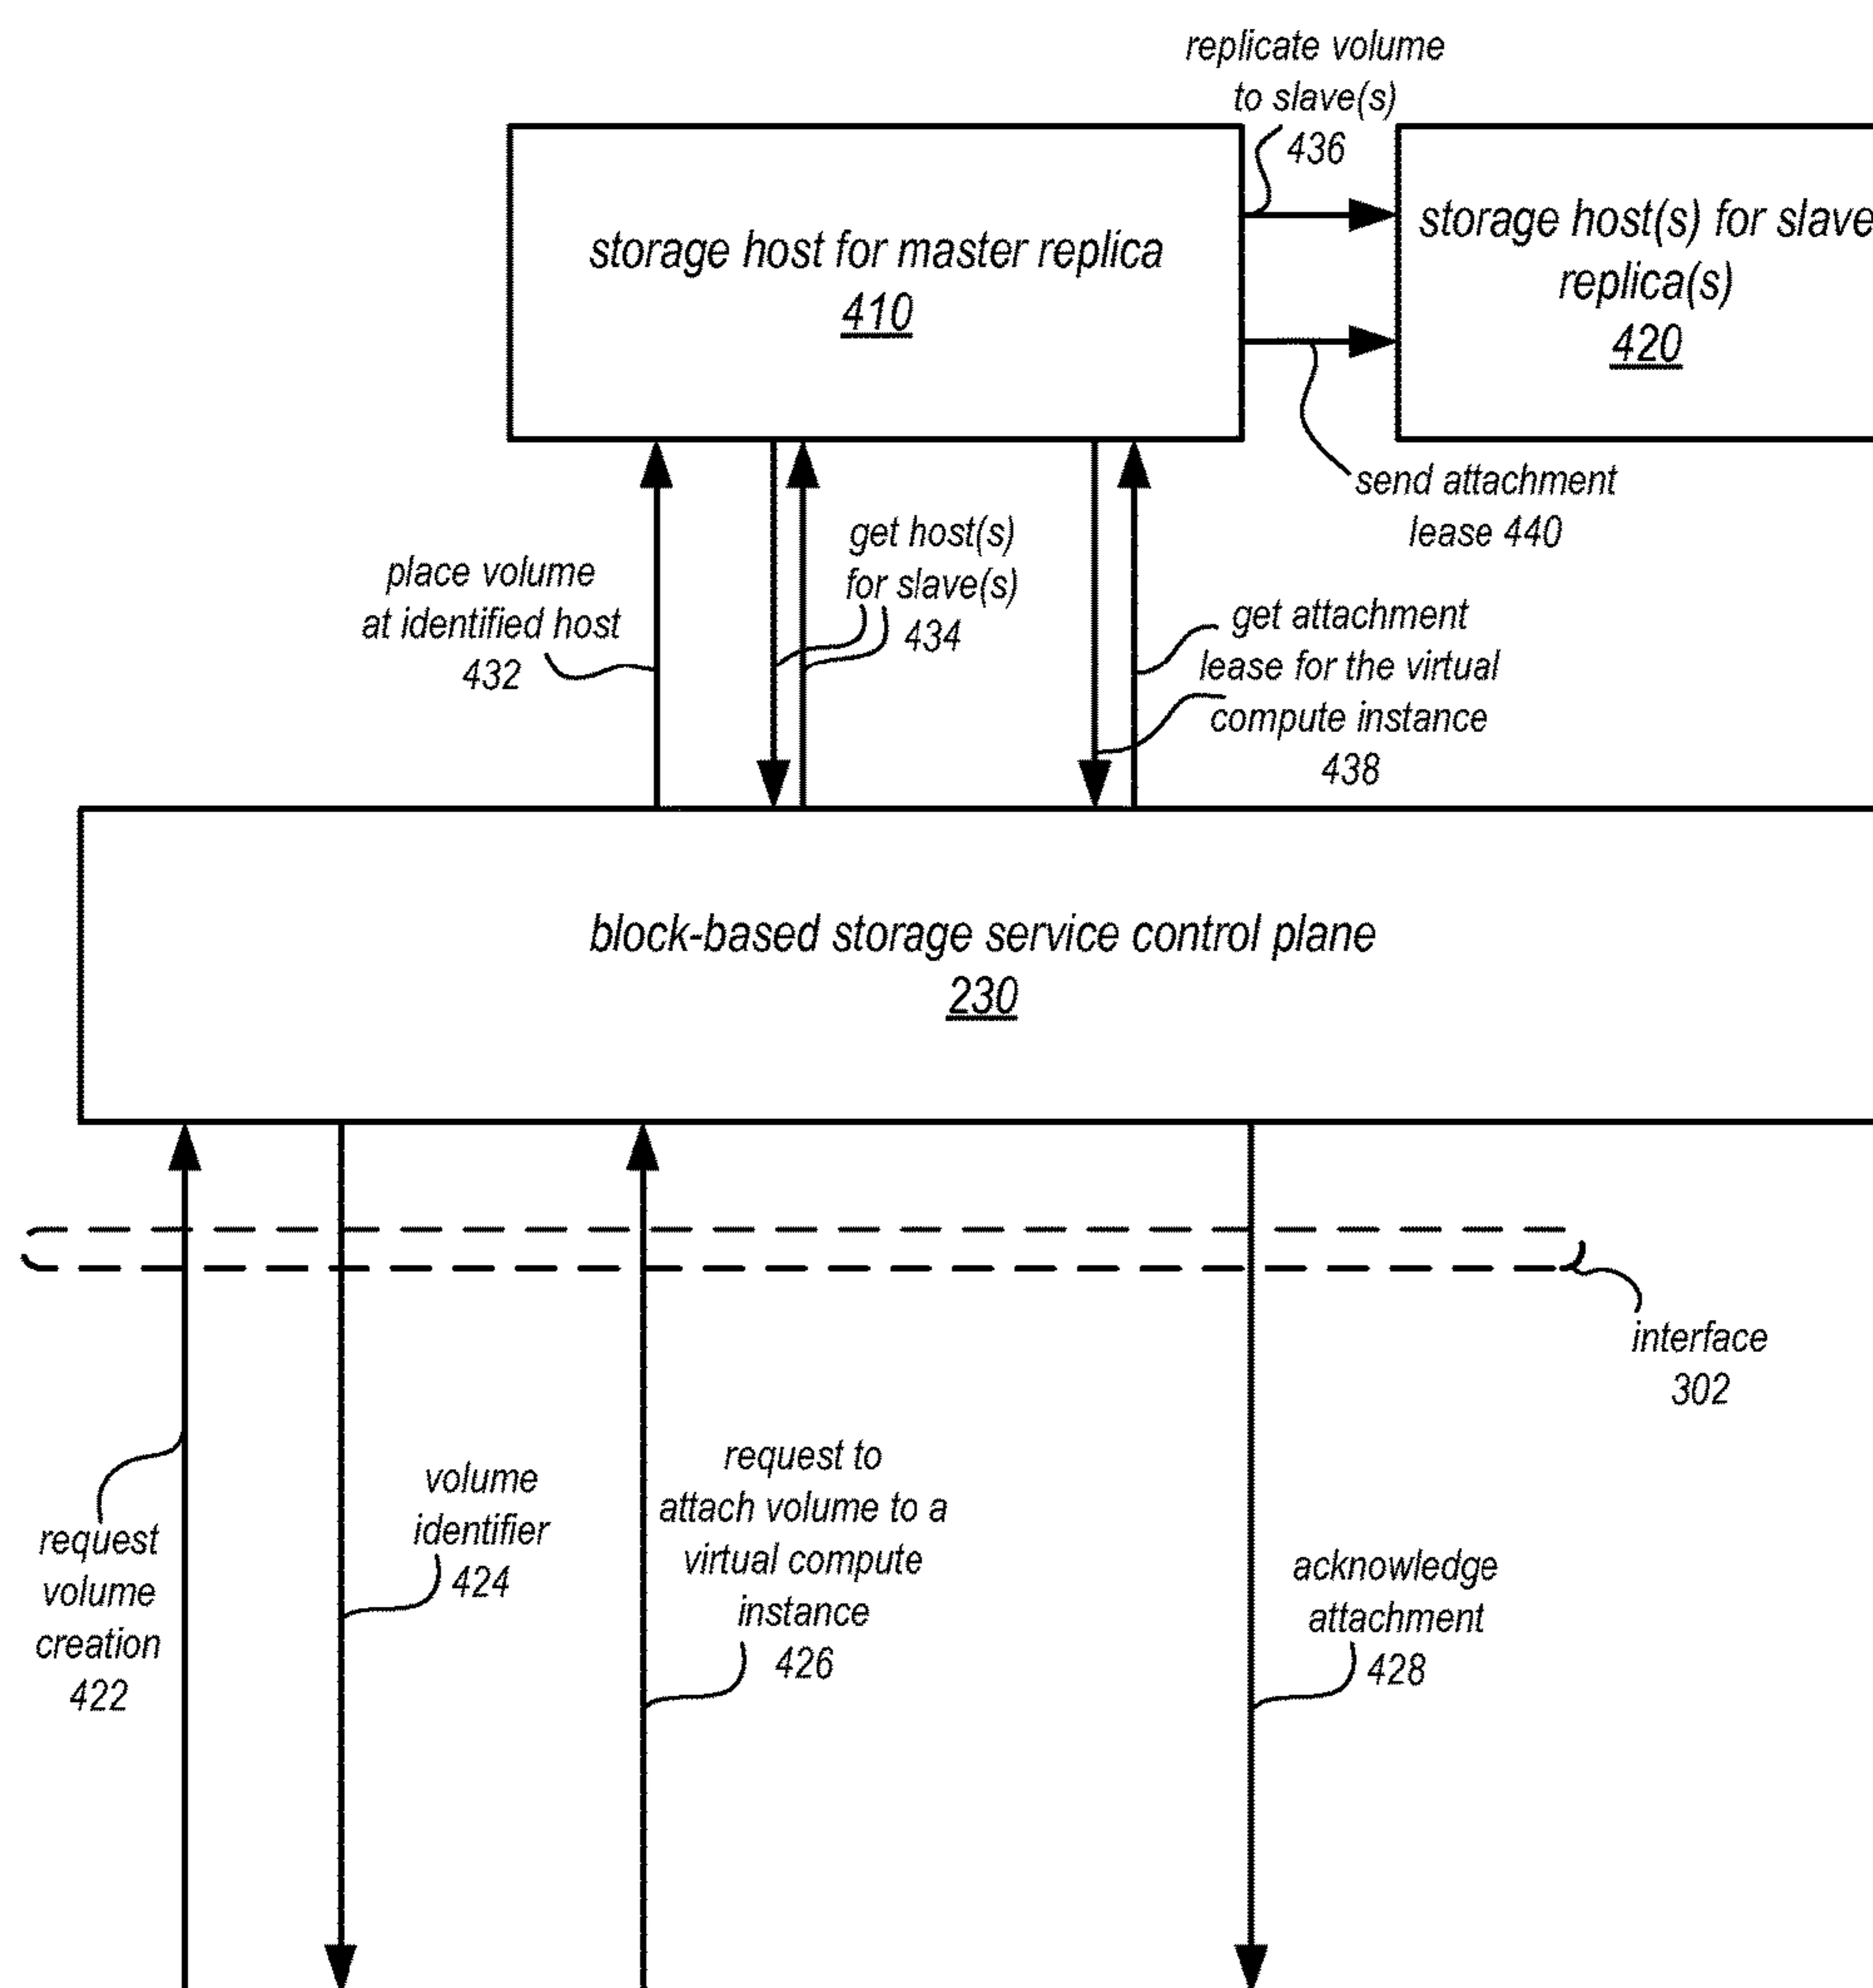 replicate volume
to slave(s)
436
storage host for master replica
410
storage host(s) for slave
replica(s)
420
send attachment
lease 440
get host(s)
for slave(s)
434
place volume
at identified host
432
get attachment
lease for the virtual
compute instance
438
block-based storage service control plane
230
interface
302
request
volume
creation
422
volume
identifier
424
request to
attach volume to a
virtual compute
instance
426
acknowledge
attachment
428